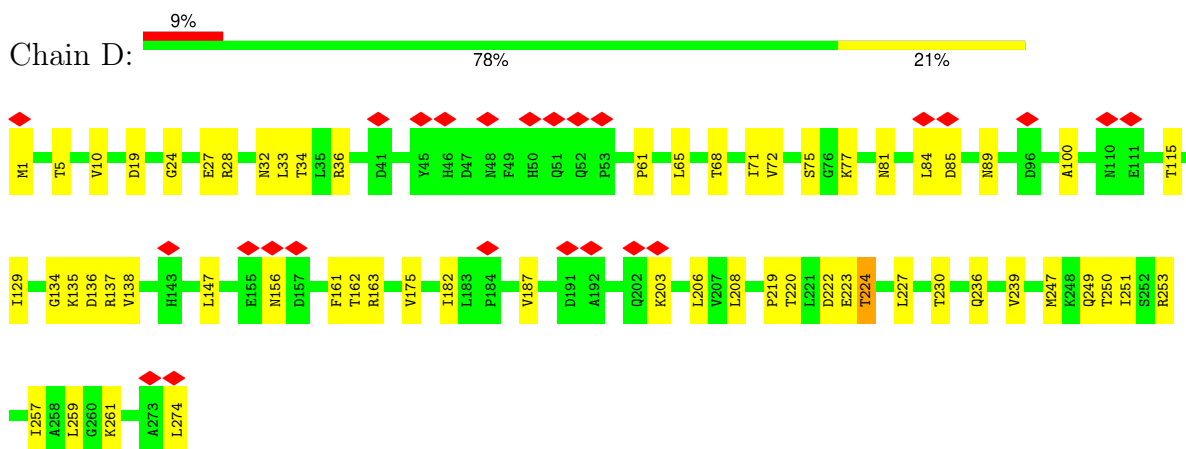 9%
Chain D:
78% 21%
M1 T5 V10 D19 G24 E27 R28 N32 L33 T34 L35 R36 D41 Y45 H46 D47 N48 F49 H50 Q51 Q52 P53 P61 L65 T68 I71 V72 S75 G76 K77 N81 L84 D85 N89 D96 A100 N110 E111 T115
I129 G134 K135 D136 R137 V138 H143 L147 E155 N156 D157 F161 T162 R163 V175 I182 L183 P184 V187 D191 A192 Q202 K203 L206 V207 L208 P219 T220 L221 D222 E223 T224 L227 T230 Q236 V239 M247 K248 Q249 T250 I251 S252 R253
I257 A258 L259 G260 K261 A273 L274